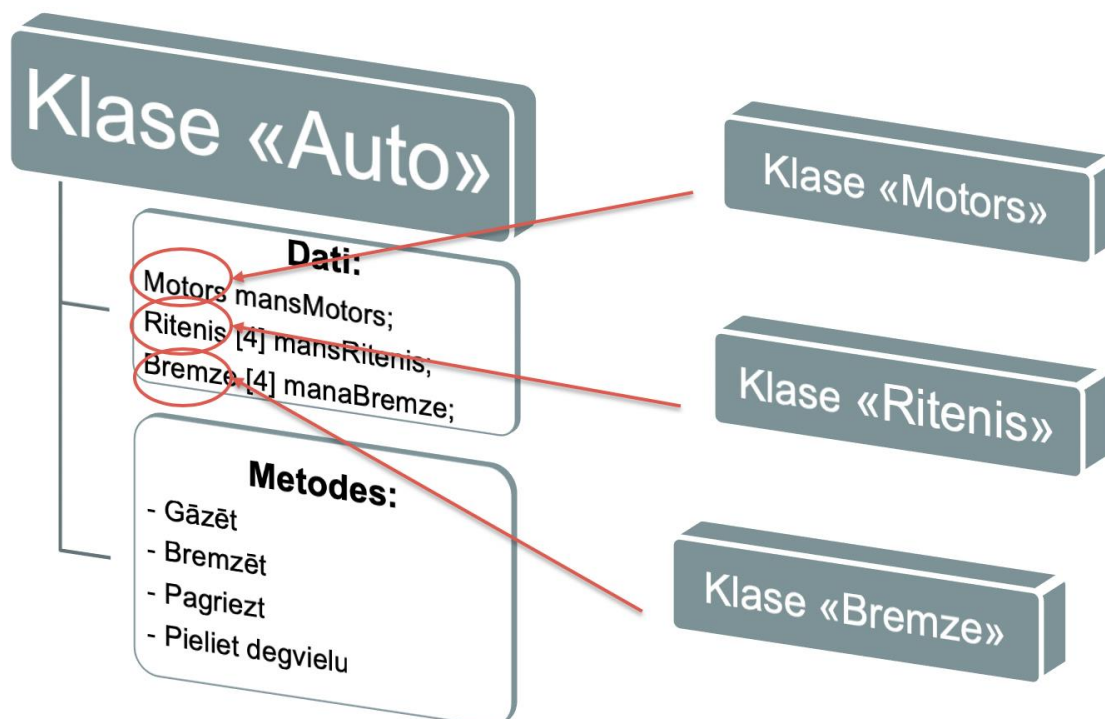 Klase «Auto»
Dati:
Motors mansMotors;
Ritenis [4] mansRitenis;
Bremze [4] manaBremze;
Metodes:
- Gāzēt
- Bremzēt
- Pagriezt
- Pieliet degvielu
Klase «Motors»
Klase «Ritenis»
Klase «Bremze»